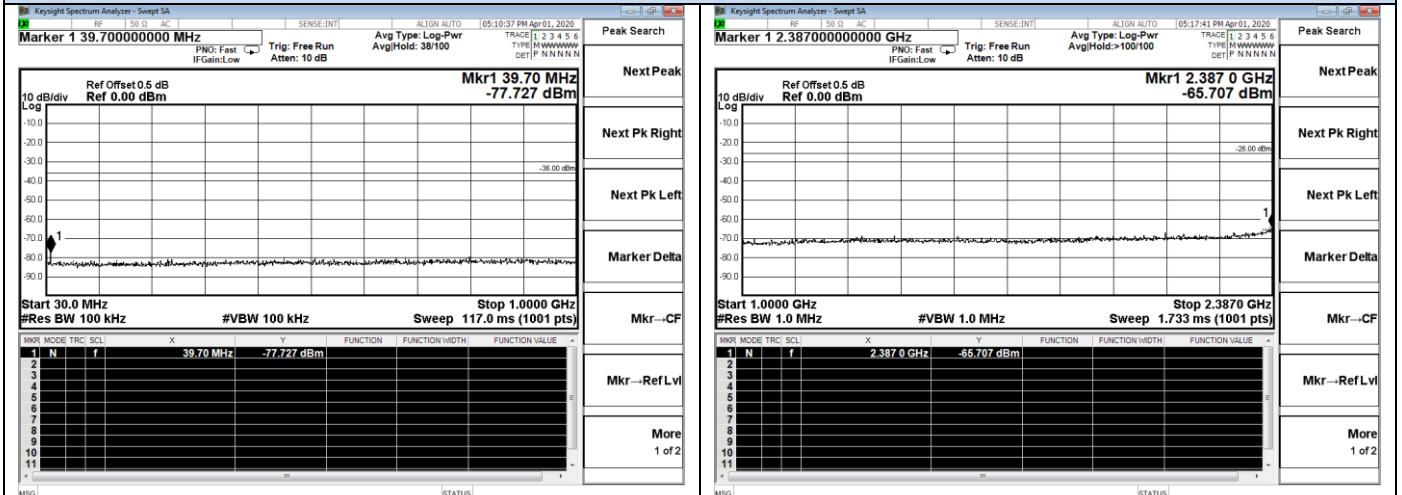 Keysight Spectrum Analyzer - Swept SA
RF 50 Ω AC SENSE:INT ALIGN AUTO 05:10:37 PM Apr 01, 2020
Marker 1 39.700000000 MHz
PNO: Fast
IFGain:Low
Trig: Free Run
Atten: 10 dB
Avg Type: Log-Pwr
Avg|Hold: 38/100
TRACE 1 2 3 4 5 6
TYPE M WWWWW
DET P N N N N N
Peak Search
Ref Offset 0.5 dB
10 dB/div Ref 0.00 dBm
Log
Mkr1 39.70 MHz
-77.727 dBm
-10.0
-20.0
-30.0
-36.00 dBm
-40.0
-50.0
-60.0
-70.0
1
-80.0
-90.0
Start 30.0 MHz Stop 1.0000 GHz
#Res BW 100 kHz #VBW 100 kHz Sweep 117.0 ms (1001 pts)
MKR MODE TRC SCL X Y FUNCTION FUNCTION WIDTH FUNCTION VALUE
1 N f 39.70 MHz -77.727 dBm
2
3
4
5
6
7
8
9
10
11
MSG STATUS
Next Peak
Next Pk Right
Next Pk Left
Marker Delta
Mkr→CF
Mkr→Ref Lvl
More
1 of 2
Keysight Spectrum Analyzer - Swept SA
RF 50 Ω AC SENSE:INT ALIGN AUTO 05:17:41 PM Apr 01, 2020
Marker 1 2.387000000000 GHz
PNO: Fast
IFGain:Low
Trig: Free Run
Atten: 10 dB
Avg Type: Log-Pwr
Avg|Hold:>100/100
TRACE 1 2 3 4 5 6
TYPE M WWWWW
DET P N N N N N
Peak Search
Ref Offset 0.5 dB
10 dB/div Ref 0.00 dBm
Log
Mkr1 2.387 0 GHz
-65.707 dBm
-10.0
-20.0
-26.00 dBm
-30.0
-40.0
-50.0
-60.0
1
-70.0
-80.0
-90.0
Start 1.0000 GHz Stop 2.3870 GHz
#Res BW 1.0 MHz #VBW 1.0 MHz Sweep 1.733 ms (1001 pts)
MKR MODE TRC SCL X Y FUNCTION FUNCTION WIDTH FUNCTION VALUE
1 N f 2.387 0 GHz -65.707 dBm
2
3
4
5
6
7
8
9
10
11
MSG STATUS
Next Peak
Next Pk Right
Next Pk Left
Marker Delta
Mkr→CF
Mkr→Ref Lvl
More
1 of 2